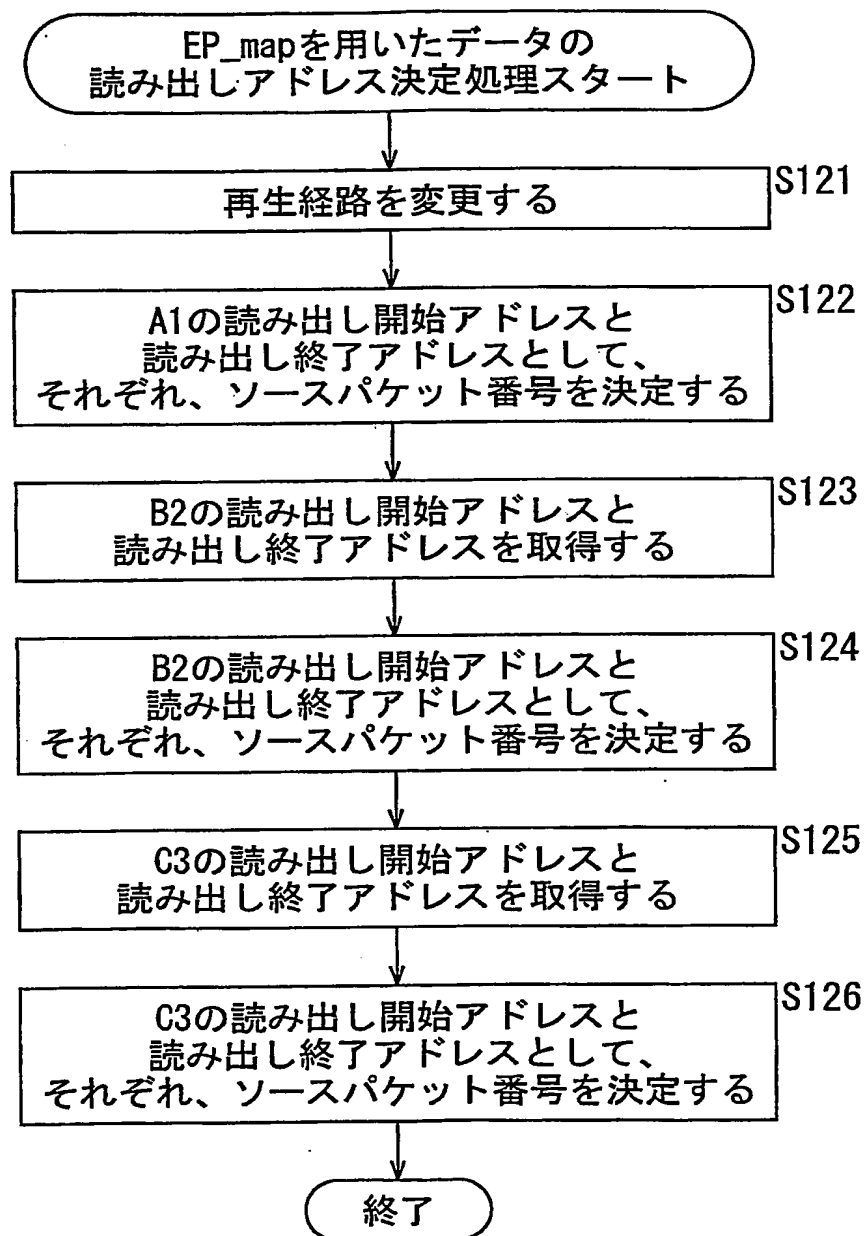 EP_mapを用いたデータの
読み出しアドレス決定処理スタート
S121
再生経路を変更する
S122
A1の読み出し開始アドレスと
読み出し終了アドレスとして、
それぞれ、ソースパケット番号を決定する
S123
B2の読み出し開始アドレスと
読み出し終了アドレスを取得する
S124
B2の読み出し開始アドレスと
読み出し終了アドレスとして、
それぞれ、ソースパケット番号を決定する
S125
C3の読み出し開始アドレスと
読み出し終了アドレスを取得する
S126
C3の読み出し開始アドレスと
読み出し終了アドレスとして、
それぞれ、ソースパケット番号を決定する
終了